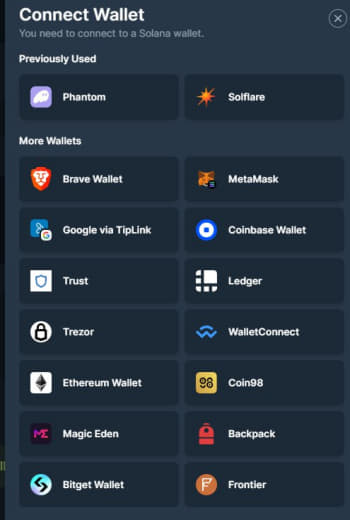 Connect Wallet
You need to connect to a Solana wallet.
Previously Used
Phantom
Solflare
More Wallets
Brave Wallet
MetaMask
Google via TipLink
Coinbase Wallet
Trust
Ledger
Trezor
WalletConnect
Ethereum Wallet
Coin98
Magic Eden
Backpack
Bitget Wallet
Frontier